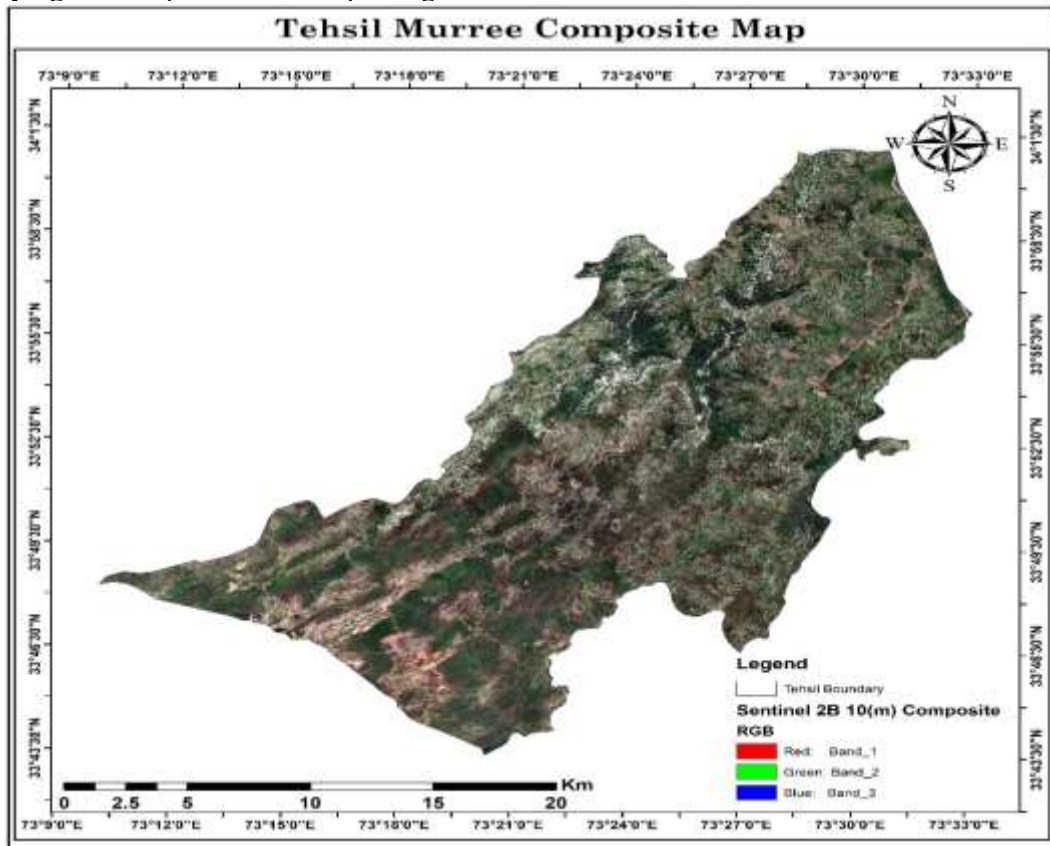 Tehsil Murree Composite Map
73°9'0"E 73°12'0"E 73°15'0"E 73°18'0"E 73°21'0"E 73°24'0"E 73°27'0"E 73°30'0"E 73°33'0"E
N
W E
S
Legend
Tehsil Boundary
Sentinel 2B 10(m) Composite
RGB
Red: Band_1
Green: Band_2
Blue: Band_3
Km
0 2.5 5 10 15 20
73°9'0"E 73°12'0"E 73°15'0"E 73°18'0"E 73°21'0"E 73°24'0"E 73°27'0"E 73°30'0"E 73°33'0"E